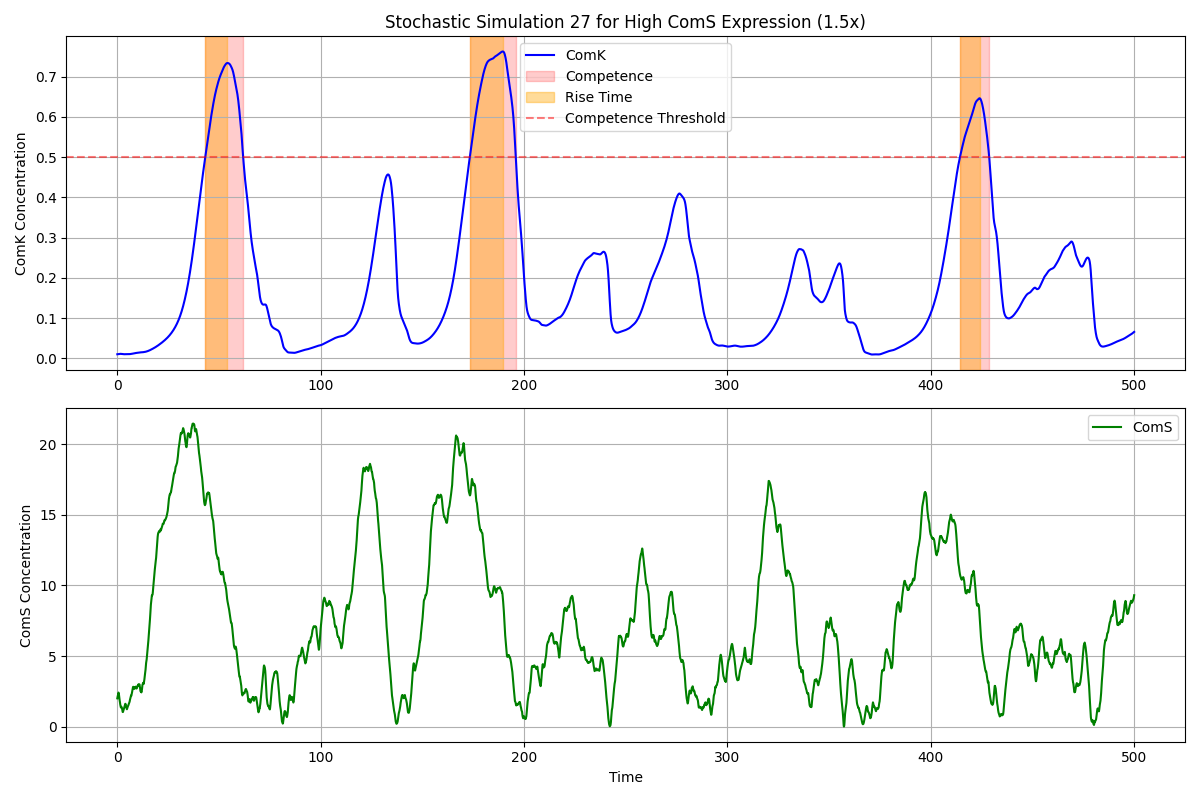 Stochastic Simulation 27 for High ComS Expression (1.5x)
ComK
Competence
Rise Time
Competence Threshold
ComK Concentration
0.7
0.6
0.5
0.4
0.3
0.2
0.1
0.0
0 100 200 300 400 500
ComS
ComS Concentration
20
15
10
5
0
0 100 200 300 400 500
Time